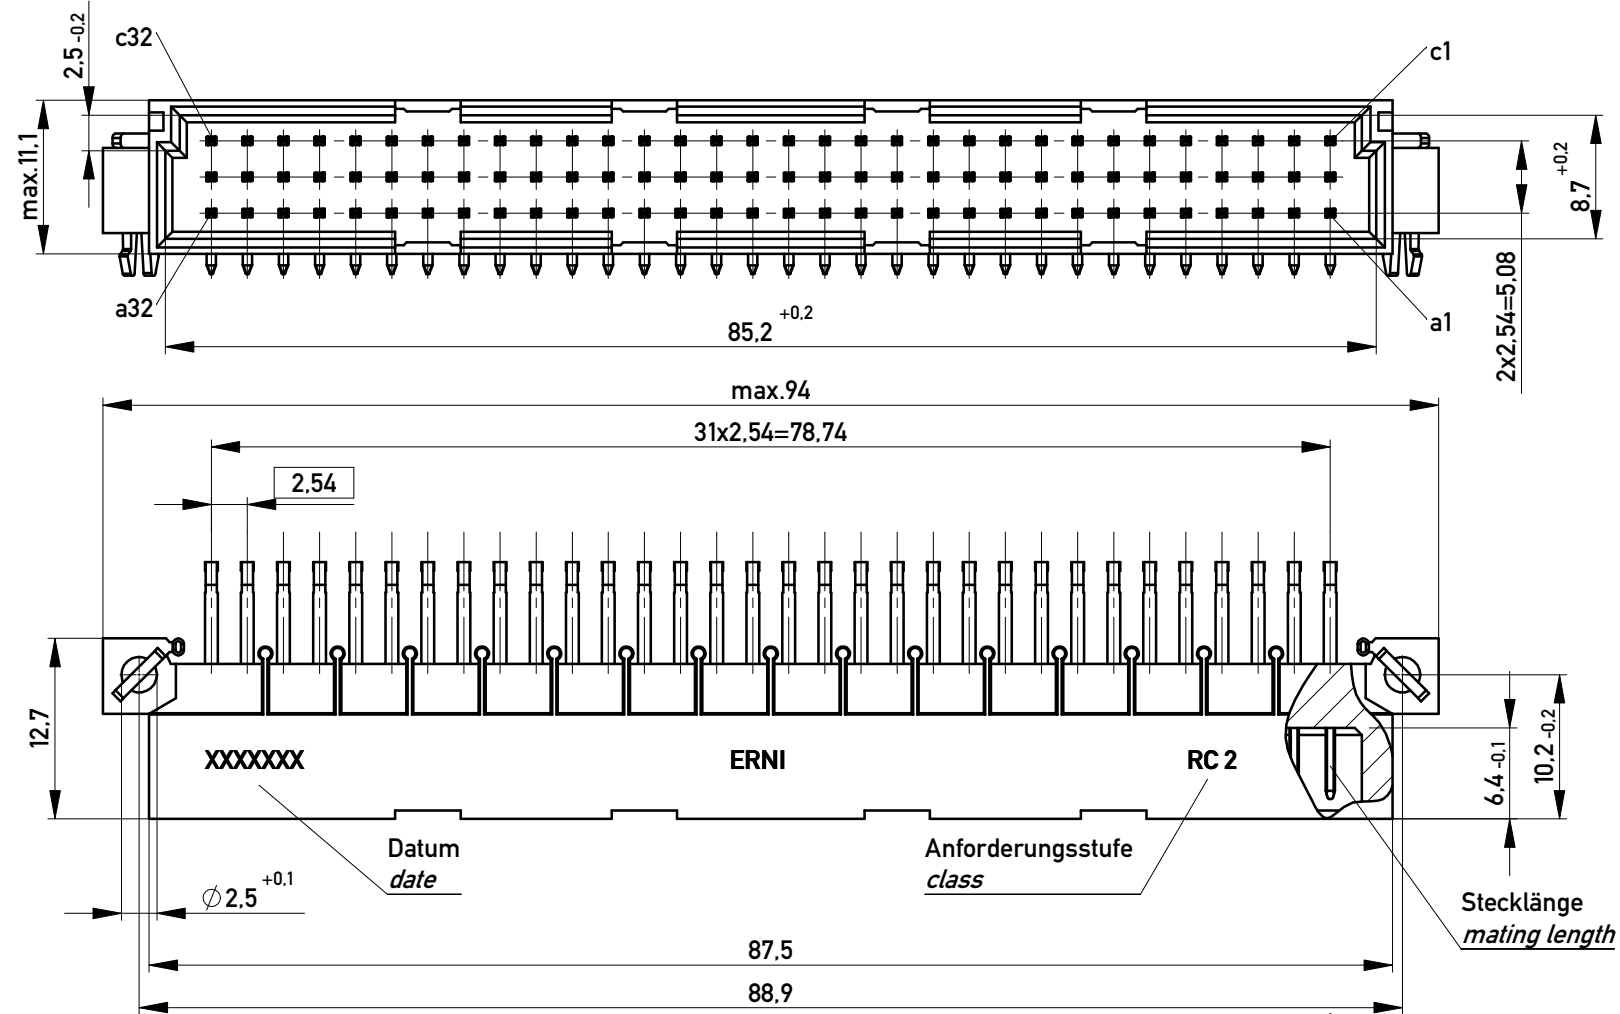 2,5 -0,2
c32
c1
max.11,1
8,7 +0,2
2x2,54=5,08
a32
a1
85,2 +0,2
max.94
31x2,54=78,74
2,54
12,7
XXXXXXX
ERNI
RC 2
6,4 -0,1
10,2 -0,2
Datum
date
Anforderungsstufe
class
∅ 2,5 +0,1
Stecklänge
mating length
87,5
88,9